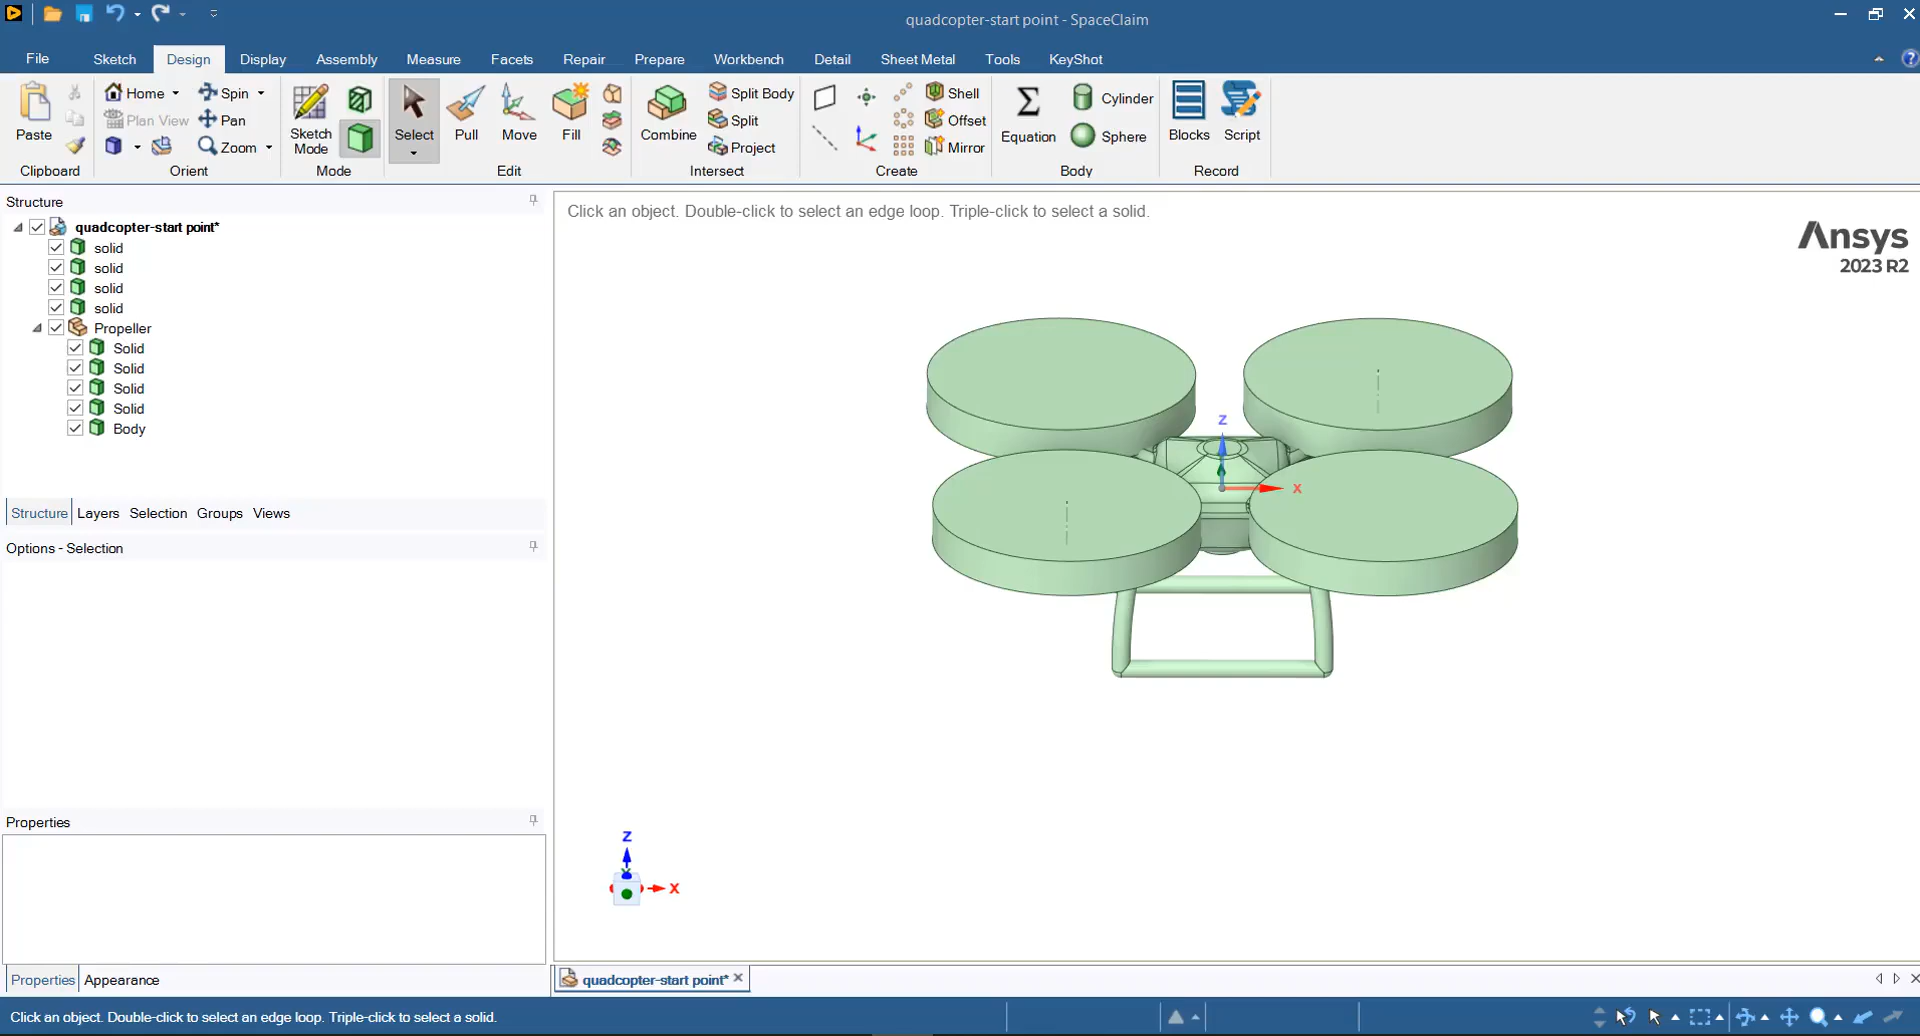 quadcopter-start point - SpaceClaim
File Sketch Design Display Assembly Measure Facets Repair Prepare Workbench Detail Sheet Metal Tools KeyShot
Paste
Clipboard
Home Spin
Plan View Pan
Zoom
Orient
Sketch Mode
Mode
Select Pull Move Fill
Edit
Combine
Split Body
Split
Project
Intersect
Shell
Offset
Mirror
Create
Equation
Cylinder
Sphere
Body
Blocks Script
Record
Structure
quadcopter-start point*
solid
solid
solid
solid
Propeller
Solid
Solid
Solid
Solid
Body
Structure Layers Selection Groups Views
Options - Selection
Properties
Properties Appearance
Click an object. Double-click to select an edge loop. Triple-click to select a solid.
Ansys
2023 R2
Z
X
Z
X
quadcopter-start point*
Click an object. Double-click to select an edge loop. Triple-click to select a solid.